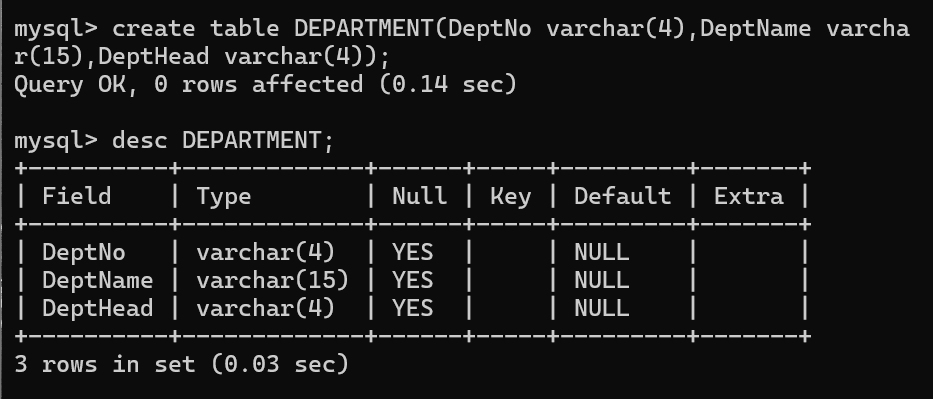 mysql> create table DEPARTMENT(DeptNo varchar(4),DeptName varcha
r(15),DeptHead varchar(4));
Query OK, 0 rows affected (0.14 sec)

mysql> desc DEPARTMENT;
+----------+-------------+------+-----+---------+-------+
| Field    | Type        | Null | Key | Default | Extra |
+----------+-------------+------+-----+---------+-------+
| DeptNo   | varchar(4)  | YES  |     | NULL    |       |
| DeptName | varchar(15) | YES  |     | NULL    |       |
| DeptHead | varchar(4)  | YES  |     | NULL    |       |
+----------+-------------+------+-----+---------+-------+
3 rows in set (0.03 sec)